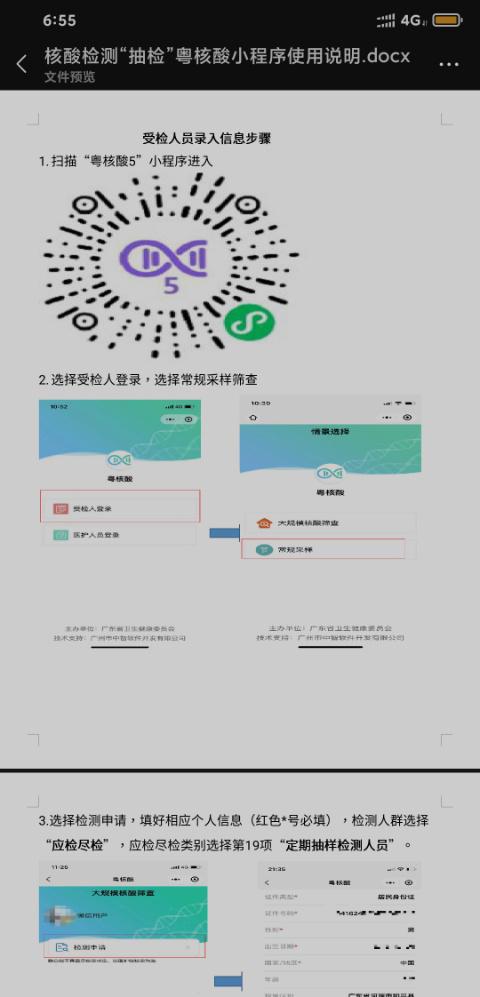 6:55
4G
核酸检测“抽检”粤核酸小程序使用说明.docx
文件预览
受检人员录入信息步骤
1.扫描“粤核酸5”小程序进入
5
2.选择受检人登录，选择常规采样筛查
10:52
粤核酸
受检人登录
医护人员登录
主办单位：广东省卫生健康委员会
技术支持：广州市中智软件开发有限公司
10:39
情景选择
粤核酸
大规模核酸筛查
常规采样
主办单位：广东省卫生健康委员会
技术支持：广州市中智软件开发有限公司
3.选择检测申请，填好相应个人信息（红色*号必填），检测人群选择
“应检尽检”，应检尽检类别选择第19项“定期抽样检测人员”。
11:26
粤核酸
大规模核酸筛查
微信用户
检测申请
21:35
粤核酸
证件类型* 居民身份证
证件号码*
性别* 男
出生日期*
国家/地区* 中国
年龄